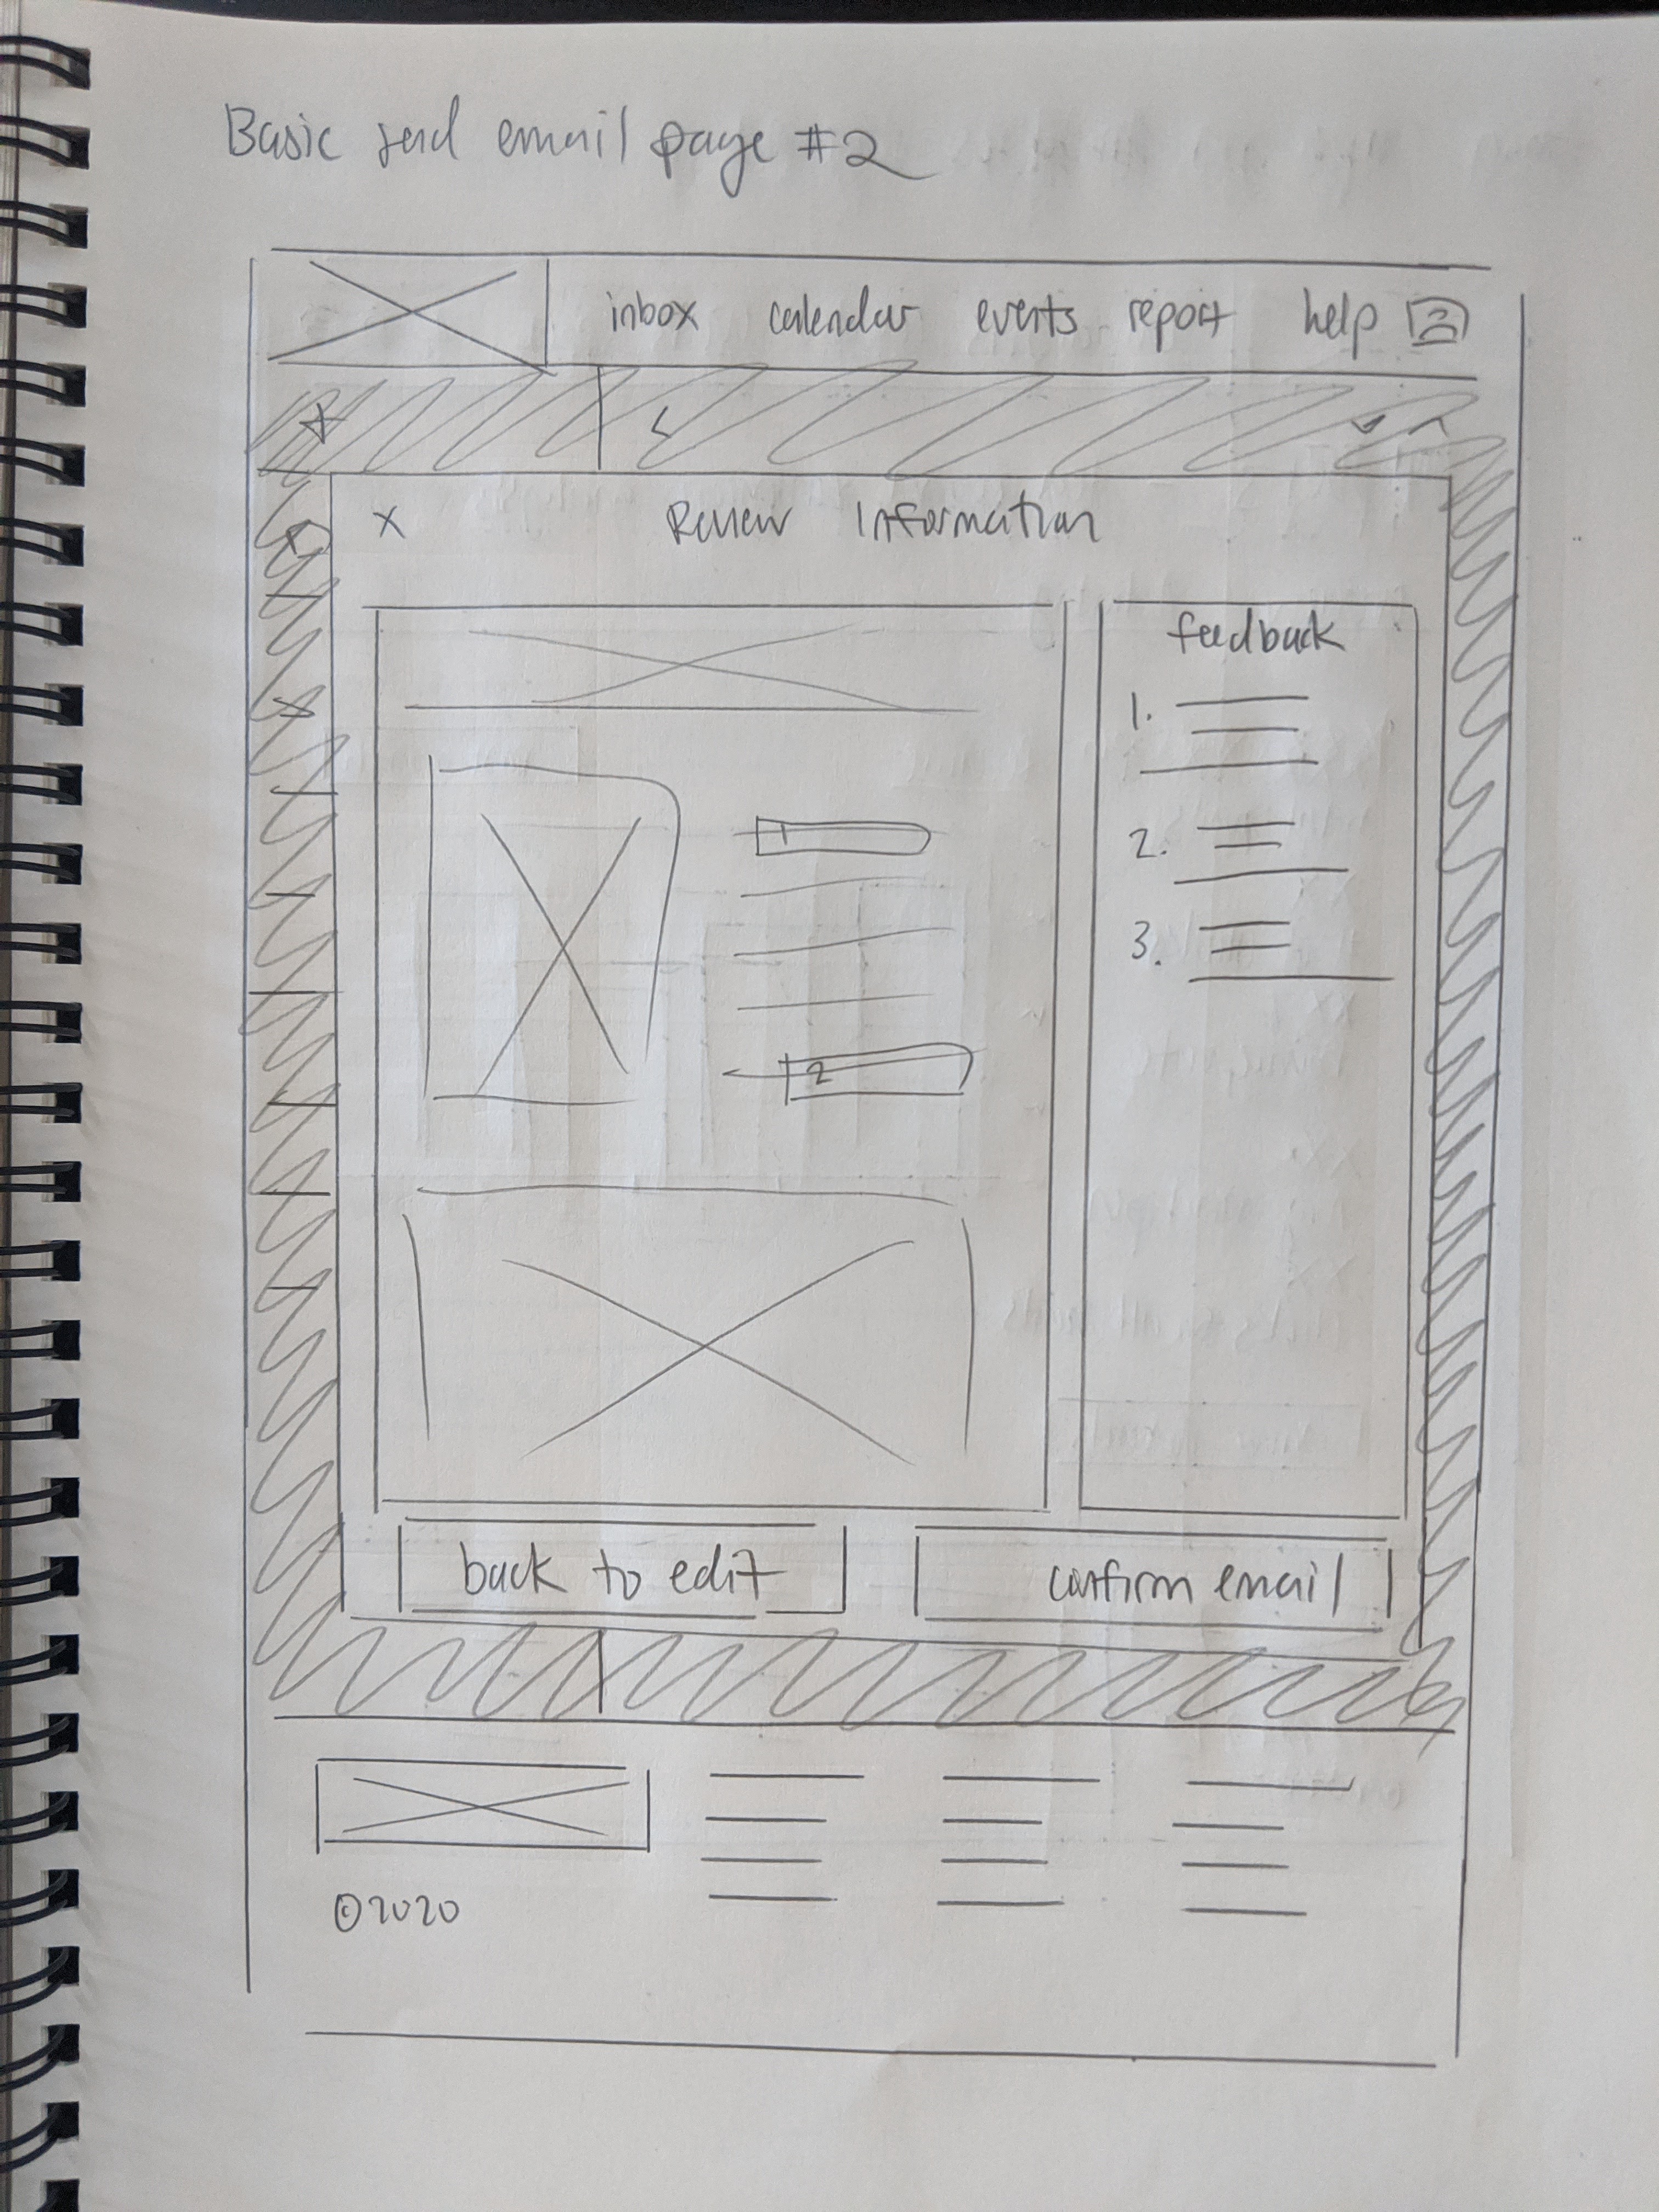 Basic send email page #2
inbox calendar events report help
x Review Information
feedback
1.
2.
3.
1
2
back to edit
confirm email
©2020